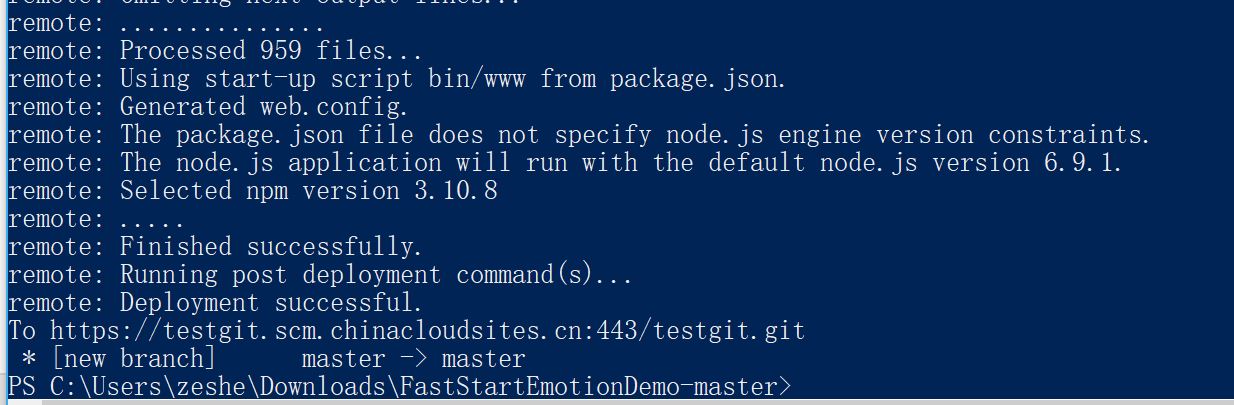 remote: Omitting next output lines...
remote: ...............
remote: Processed 959 files...
remote: Using start-up script bin/www from package.json.
remote: Generated web.config.
remote: The package.json file does not specify node.js engine version constraints.
remote: The node.js application will run with the default node.js version 6.9.1.
remote: Selected npm version 3.10.8
remote: .....
remote: Finished successfully.
remote: Running post deployment command(s)...
remote: Deployment successful.
To https://testgit.scm.chinacloudsites.cn:443/testgit.git
 * [new branch]      master -> master
PS C:\Users\zeshe\Downloads\FastStartEmotionDemo-master>